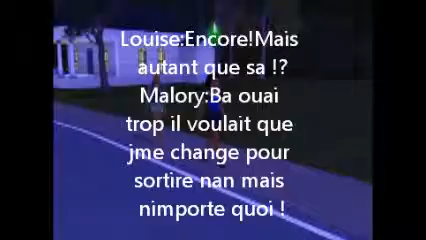 Louise:Encore!Mais
autant que sa !?
Malory:Ba ouai
trop il voulait que
jme change pour
sortire nan mais
nimporte quoi !